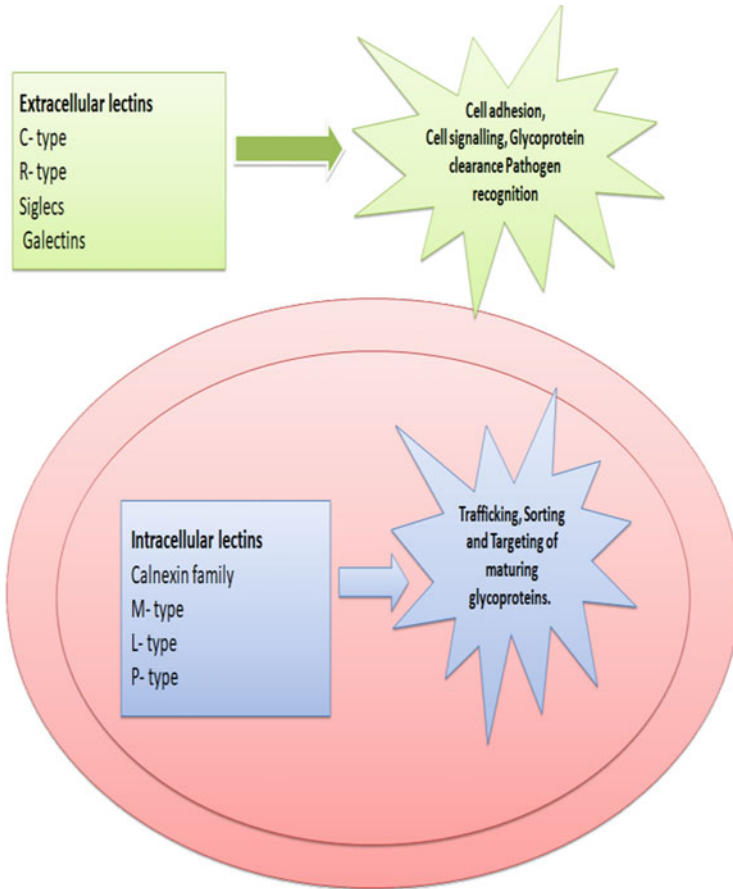 Extracellular lectins
C- type
R- type
Siglecs
Galectins
Cell adhesion,
Cell signalling, Glycoprotein
clearance Pathogen
recognition
Intracellular lectins
Calnexin family
M- type
L- type
P- type
Trafficking, Sorting
and Targeting of
maturing
glycoproteins.